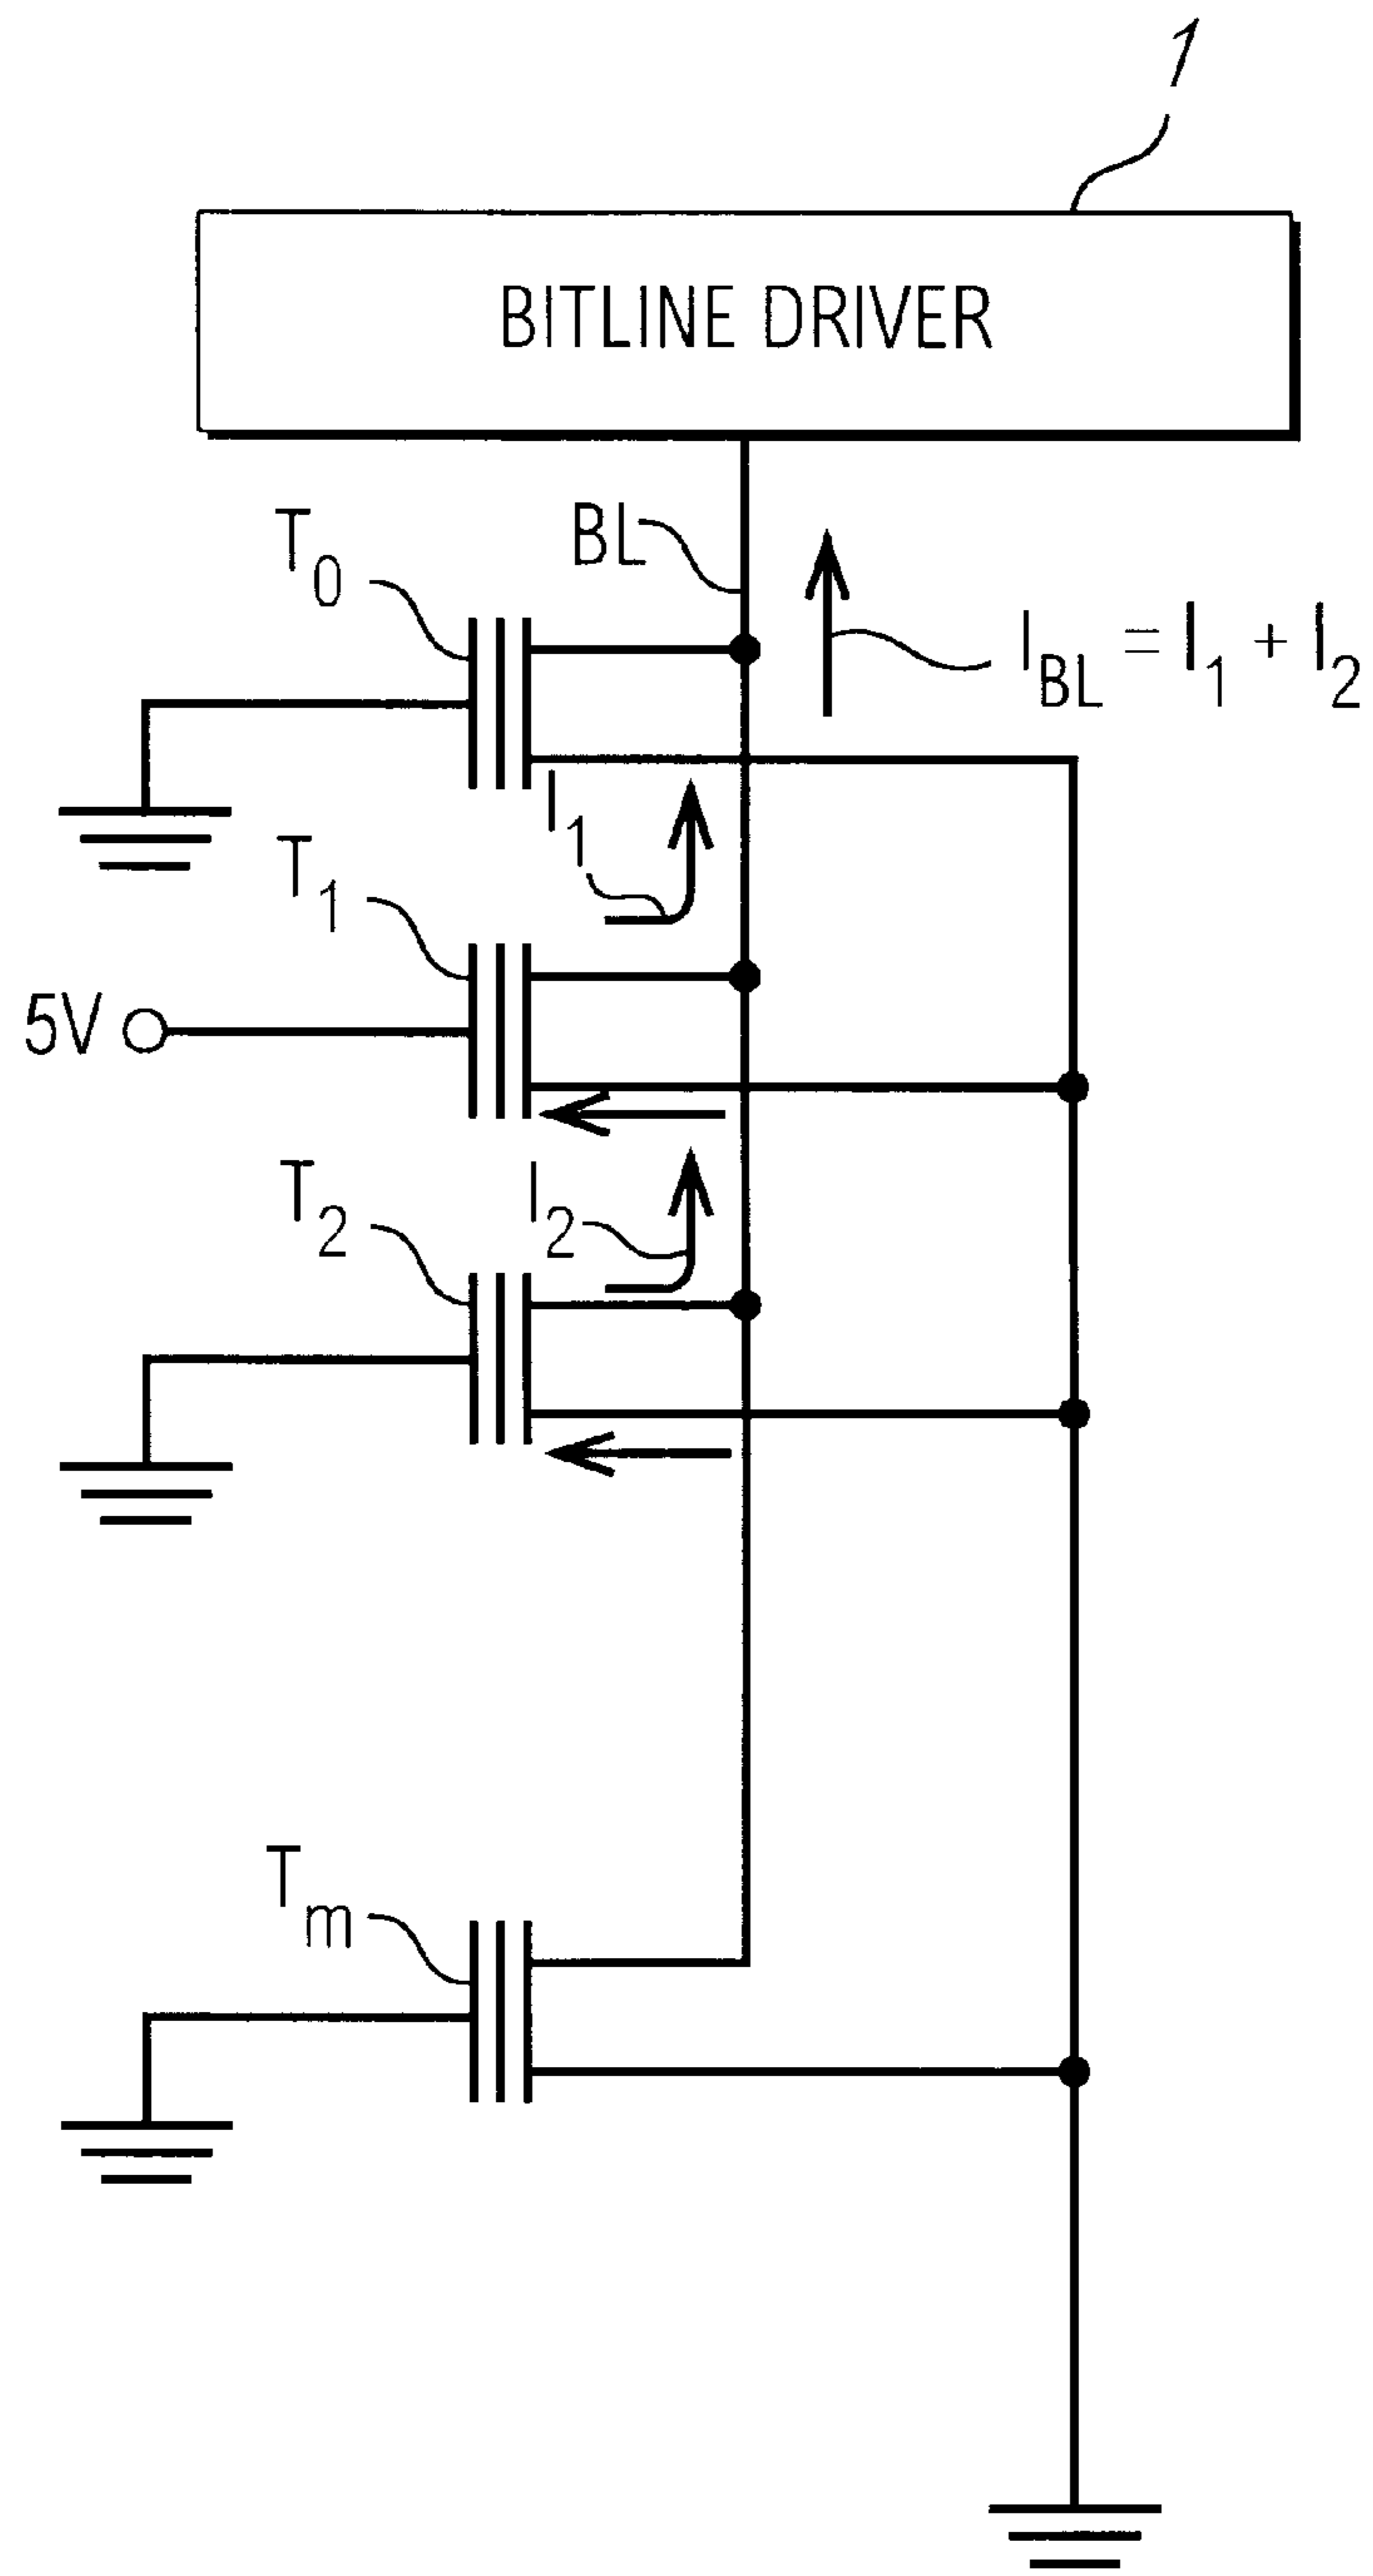 1
BITLINE DRIVER
T0
BL
IBL = I1 + I2
I1
T1
5V
T2
I2
Tm